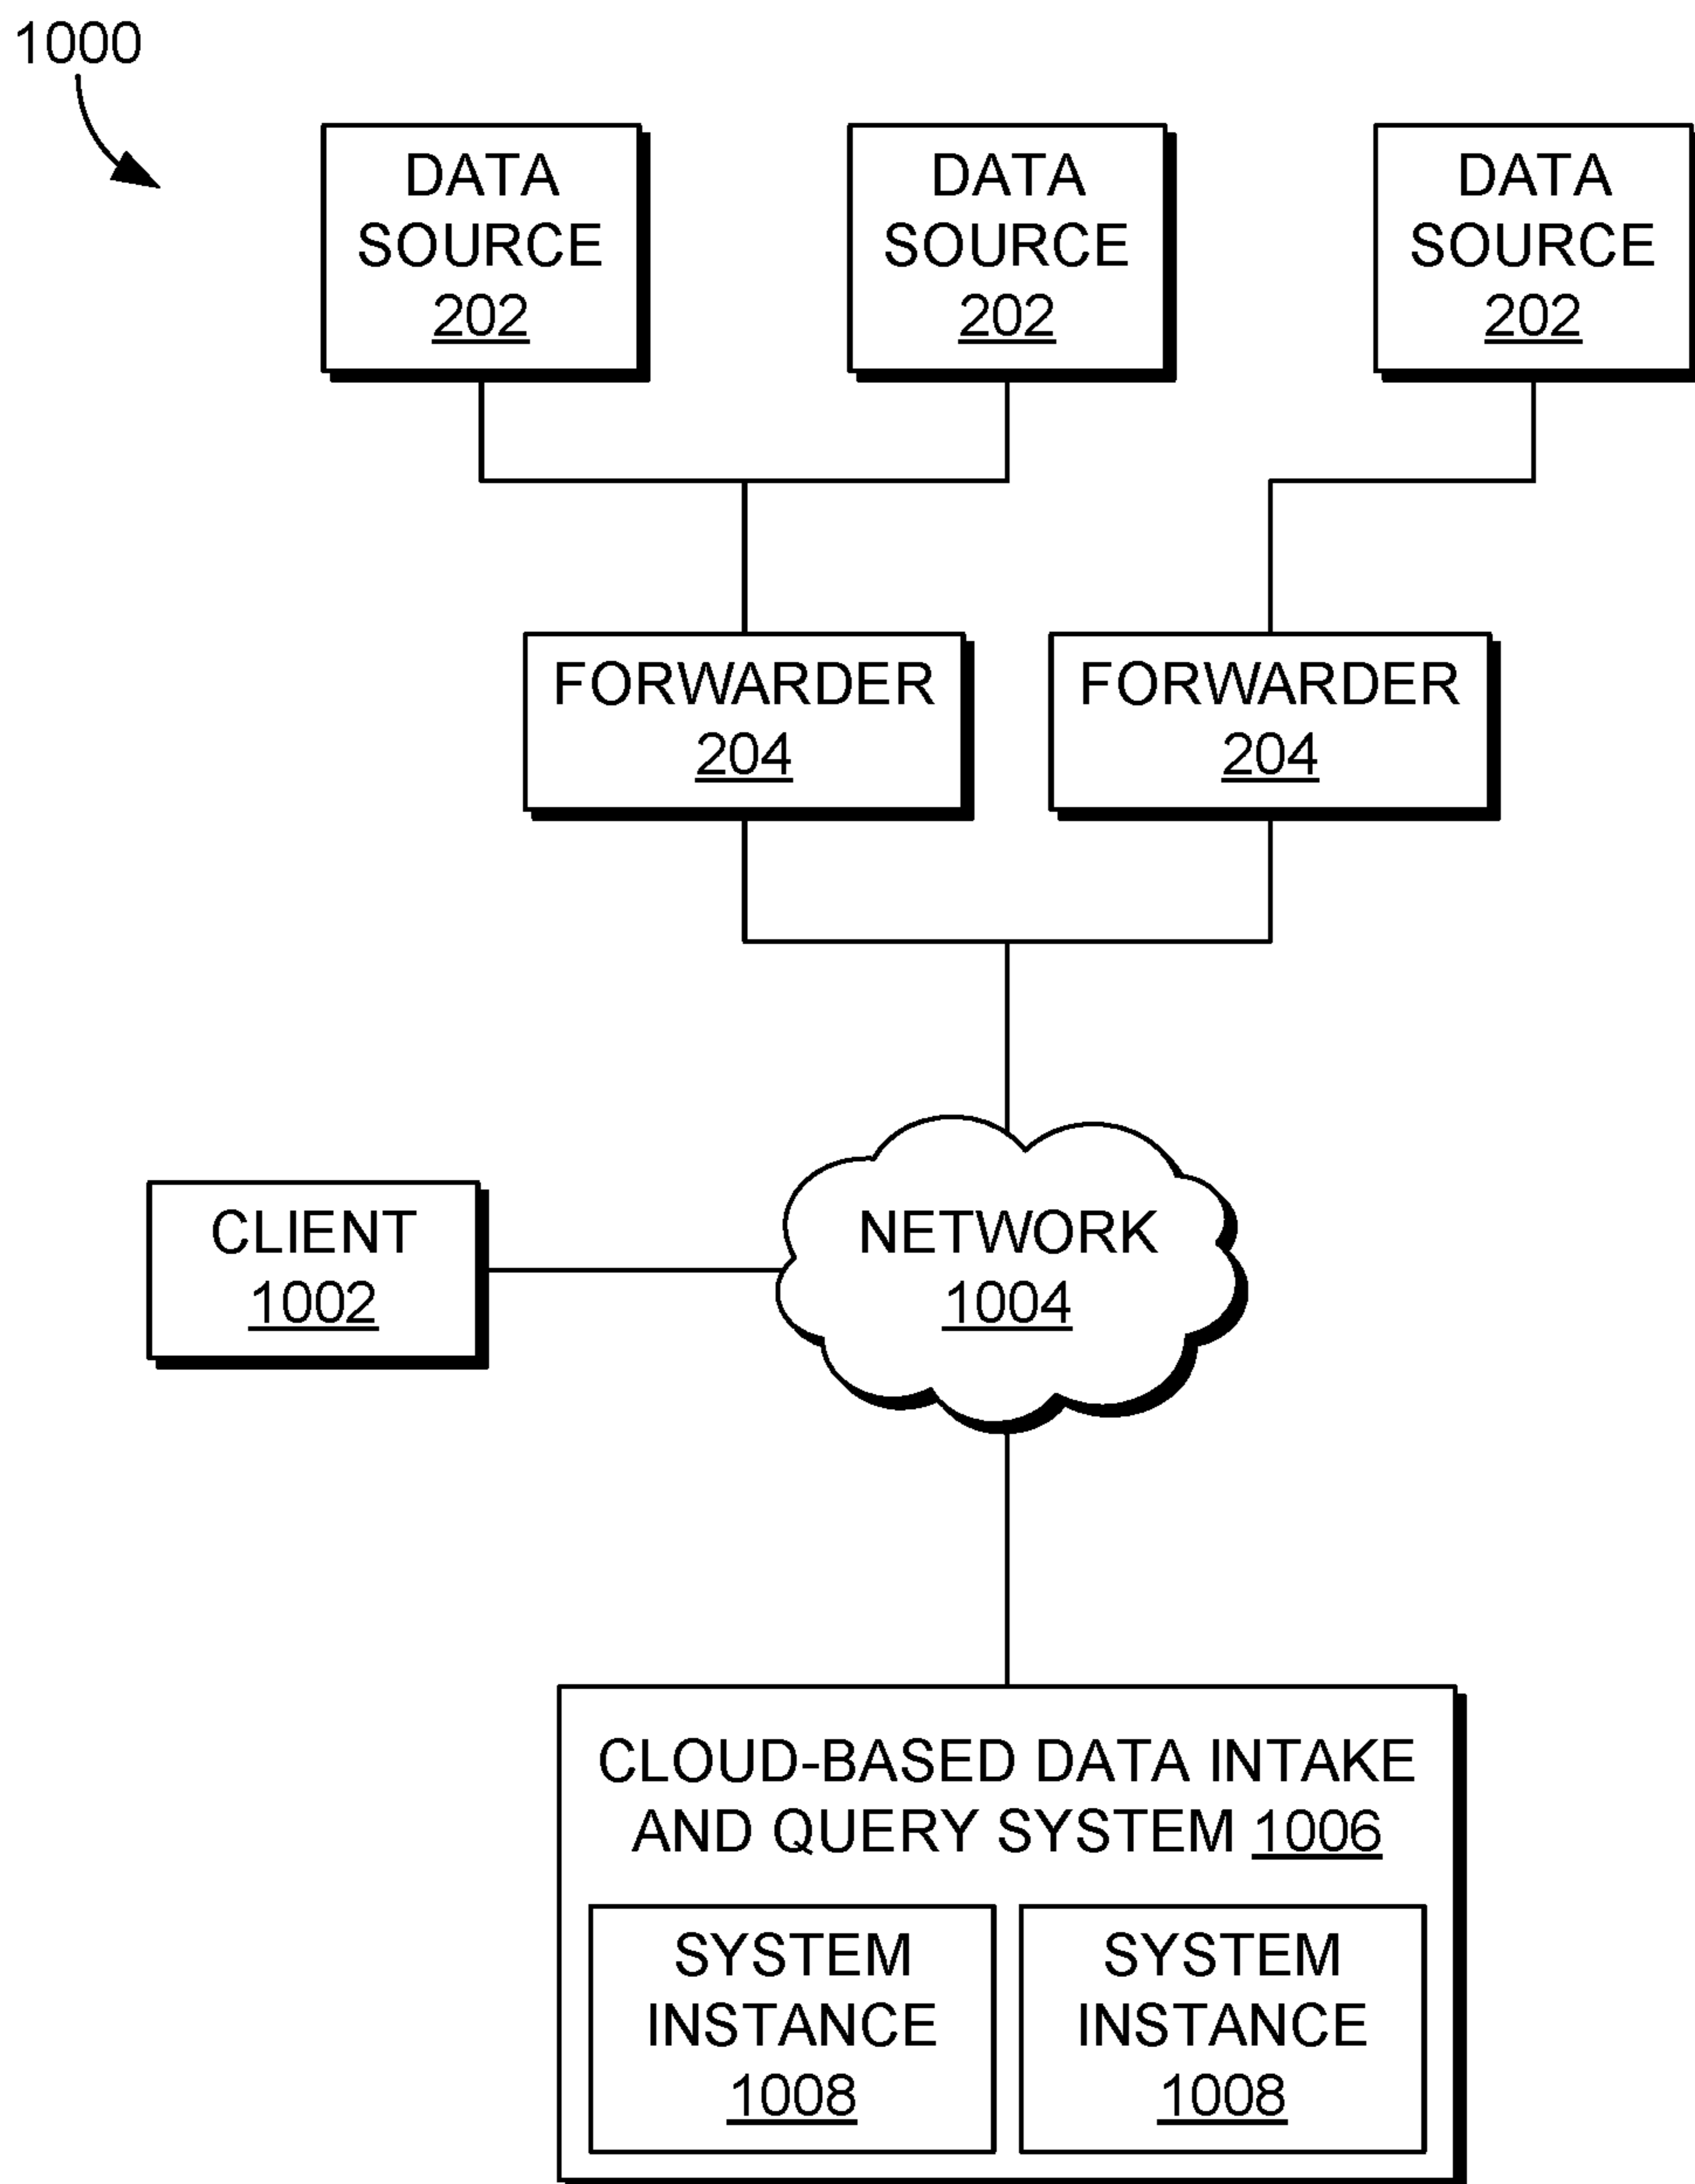 1000
DATA
SOURCE
202
DATA
SOURCE
202
DATA
SOURCE
202
FORWARDER
204
FORWARDER
204
CLIENT
1002
NETWORK
1004
CLOUD-BASED DATA INTAKE
AND QUERY SYSTEM 1006
SYSTEM
INSTANCE
1008
SYSTEM
INSTANCE
1008